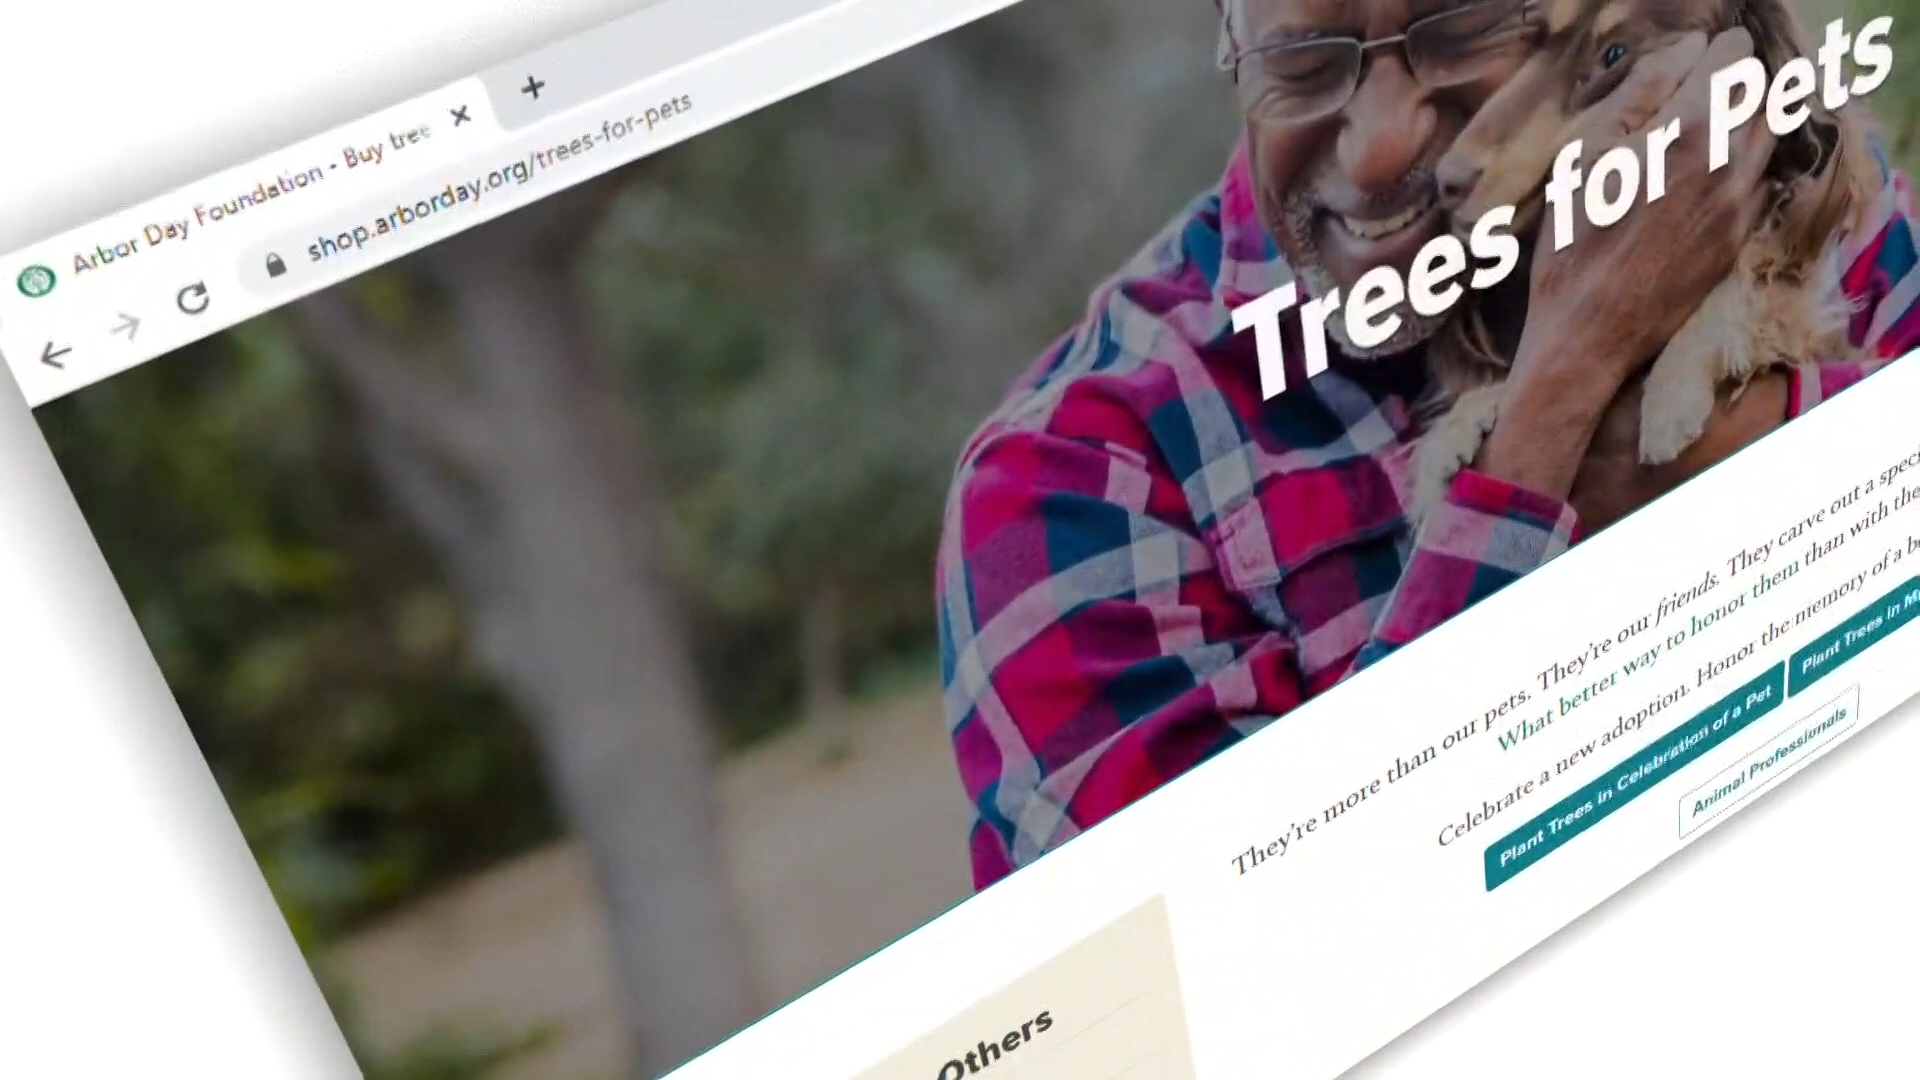 Arbor Day Foundation - Buy tree
shop.arborday.org/trees-for-pets
Trees for Pets
They're more than our pets. They're our friends. They carve out a
What better way to honor them than with the
Celebrate a new adoption. Honor the memory of a
Plant Trees in Celebration of a Pet
Plant Trees in
Animal Professionals
Others